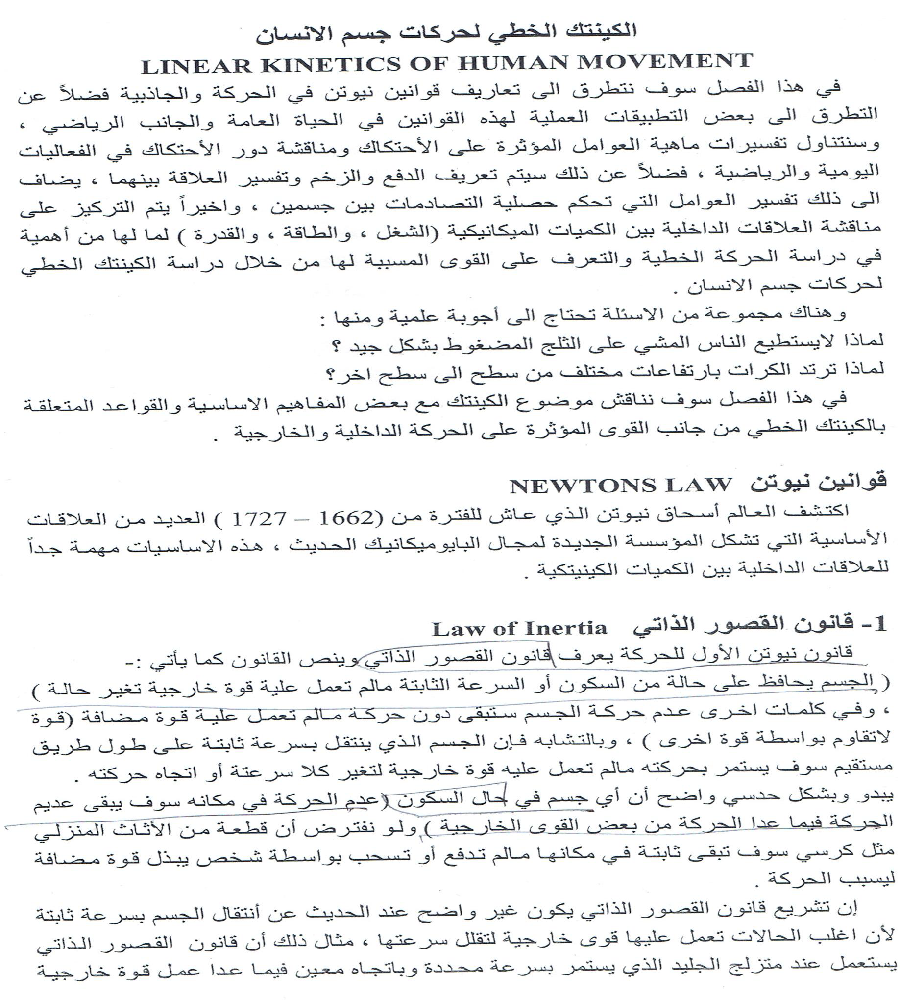 الكينتك الخطي لحركات جسم الانسان
LINEAR KINETICS OF HUMAN MOVEMENT
في هذا الفصل سوف نتطرق الى تعاريف قوانين نيوتن في الحركة والجاذبية فضلاً عن
التطرق الى بعض التطبيقات العملية لهذه القوانين في الحياة العامة والجانب الرياضي ،
وسنتناول تفسيرات ماهية العوامل المؤثرة على الأحتكاك ومناقشة دور الأحتكاك في الفعاليات
اليومية والرياضية ، فضلاً عن ذلك سيتم تعريف الدفع والزخم وتفسير العلاقة بينهما ، يضاف
الى ذلك تفسير العوامل التي تحكم حصلية التصادمات بين جسمين ، واخيراً يتم التركيز على
مناقشة العلاقات الداخلية بين الكميات الميكانيكية (الشغل ، والطاقة ، والقدرة ) لما لها من أهمية
في دراسة الحركة الخطية والتعرف على القوى المسببة لها من خلال دراسة الكينتك الخطي
لحركات جسم الانسان .
وهناك مجموعة من الاسئلة تحتاج الى أجوبة علمية ومنها :
لماذا لايستطيع الناس المشي على الثلج المضغوط بشكل جيد ؟
لماذا ترتد الكرات بارتفاعات مختلف من سطح الى سطح اخر؟
في هذا الفصل سوف نناقش موضوع الكينتك مع بعض المفاهيم الاساسية والقواعد المتعلقة
بالكينتك الخطي من جانب القوى المؤثرة على الحركة الداخلية والخارجية .
قوانين نيوتن NEWTONS LAW
اكتشف العالم أسحاق نيوتن الذي عاش للفترة من (1662 – 1727 ) العديد من العلاقات
الأساسية التي تشكل المؤسسة الجديدة لمجال البايوميكانيك الحديث ، هذه الاساسيات مهمة جداً
للعلاقات الداخلية بين الكميات الكينيتكية .
1- قانون القصور الذاتي Law of Inertia
قانون نيوتن الأول للحركة يعرف قانون القصور الذاتي وينص القانون كما يأتي :-
( الجسم يحافظ على حالة من السكون أو السرعة الثابتة مالم تعمل علية قوة خارجية تغير حالة )
، وفي كلمات اخرى عدم حركة الجسم ستبقى دون حركة مالم تعمل علية قوة مضافة (قوة
لاتقاوم بواسطة قوة اخرى ) ، وبالتشابه فإن الجسم الذي ينتقل بسرعة ثابتة على طول طريق
مستقيم سوف يستمر بحركته مالم تعمل عليه قوة خارجية لتغير كلا سرعتة أو اتجاه حركته .
يبدو وبشكل حدسي واضح أن أي جسم في حال السكون (عدم الحركة في مكانه سوف يبقى عديم
الحركة فيما عدا الحركة من بعض القوى الخارجية ) ولو نفترض أن قطعة من الأثاث المنزلي
مثل كرسي سوف تبقى ثابتة في مكانها مالم تدفع أو تسحب بواسطة شخص يبذل قوة مضافة
ليسبب الحركة .
إن تشريع قانون القصور الذاتي يكون غير واضح عند الحديث عن أنتقال الجسم بسرعة ثابتة
لأن اغلب الحالات تعمل عليها قوى خارجية لتقلل سرعتها ، مثال ذلك أن قانون القصور الذاتي
يستعمل عند متزلج الجليد الذي يستمر بسرعة محددة وباتجاه معين فيما عدا عمل قوة خارجية